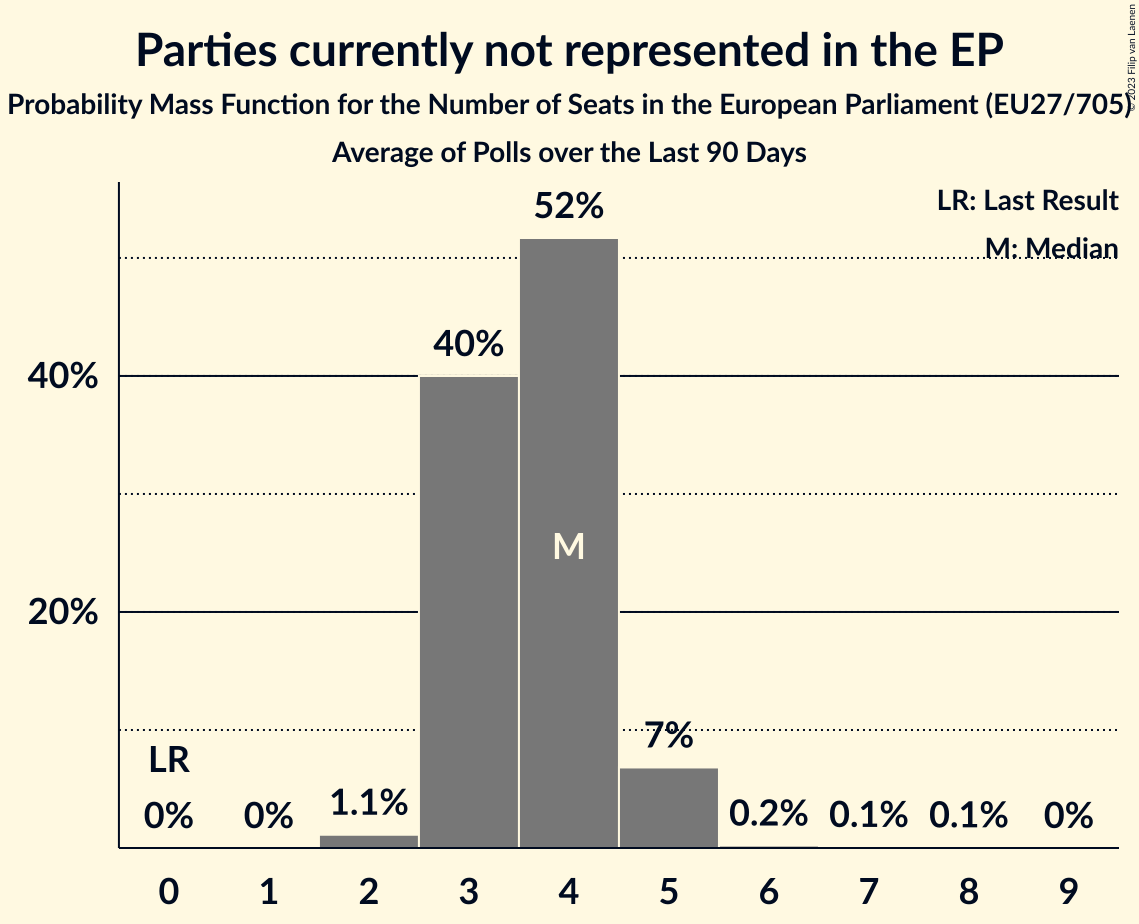 Parties currently not represented in the EP
Probability Mass Function for the Number of Seats in the European Parliament (EU27/705)
Average of Polls over the Last 90 Days
© 2023 Filip van Laenen
LR: Last Result
M: Median
52%
40%
40%
M
20%
7%
LR
0%
0%
1.1%
0.2%
0.1%
0.1%
0%
0 1 2 3 4 5 6 7 8 9